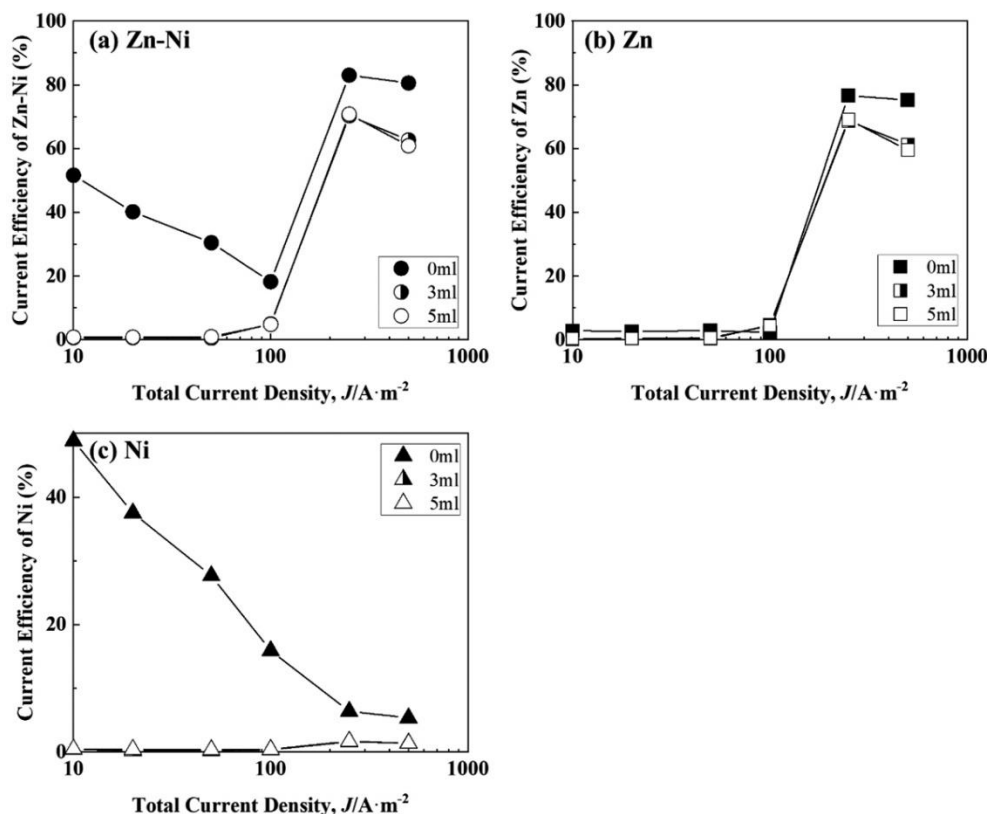 (a) Zn-Ni
Current Efficiency of Zn-Ni (%)
100
80
60
40
20
0
10
100
1000
0ml
3ml
5ml
Total Current Density, J/A·m⁻²
(b) Zn
Current Efficiency of Zn (%)
100
80
60
40
20
0
10
100
1000
0ml
3ml
5ml
Total Current Density, J/A·m⁻²
(c) Ni
Current Efficiency of Ni (%)
40
20
0
10
100
1000
0ml
3ml
5ml
Total Current Density, J/A·m⁻²